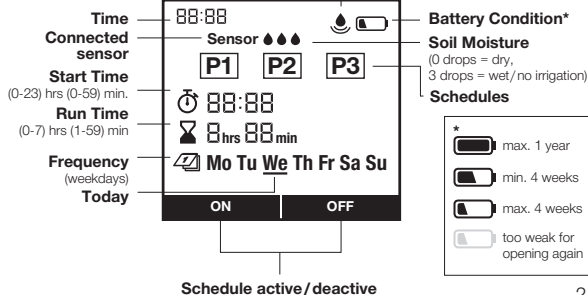 Time
Connected
sensor
Start Time
(0-23) hrs (0-59) min.
Run Time
(0-7) hrs (1-59) min
Frequency
(weekdays)
Today
88:88
Sensor
P1 P2 P3
88:88
8hrs 88min
Mo Tu We Th Fr Sa Su
ON OFF
Schedule active/deactive
Battery Condition*
Soil Moisture
(0 drops = dry,
3 drops = wet/no irrigation)
Schedules
*
max. 1 year
min. 4 weeks
max. 4 weeks
too weak for
opening again